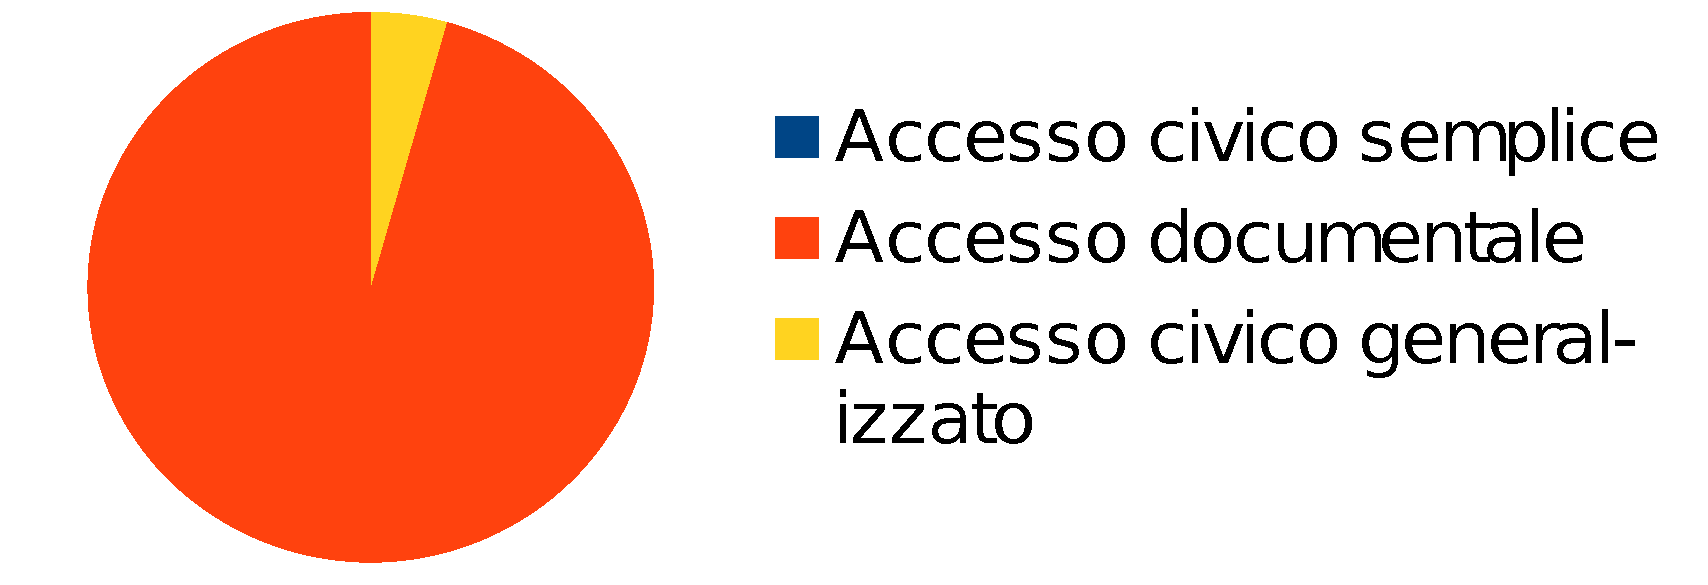 Accesso civico semplice
Accesso documentale
Accesso civico general-
izzato